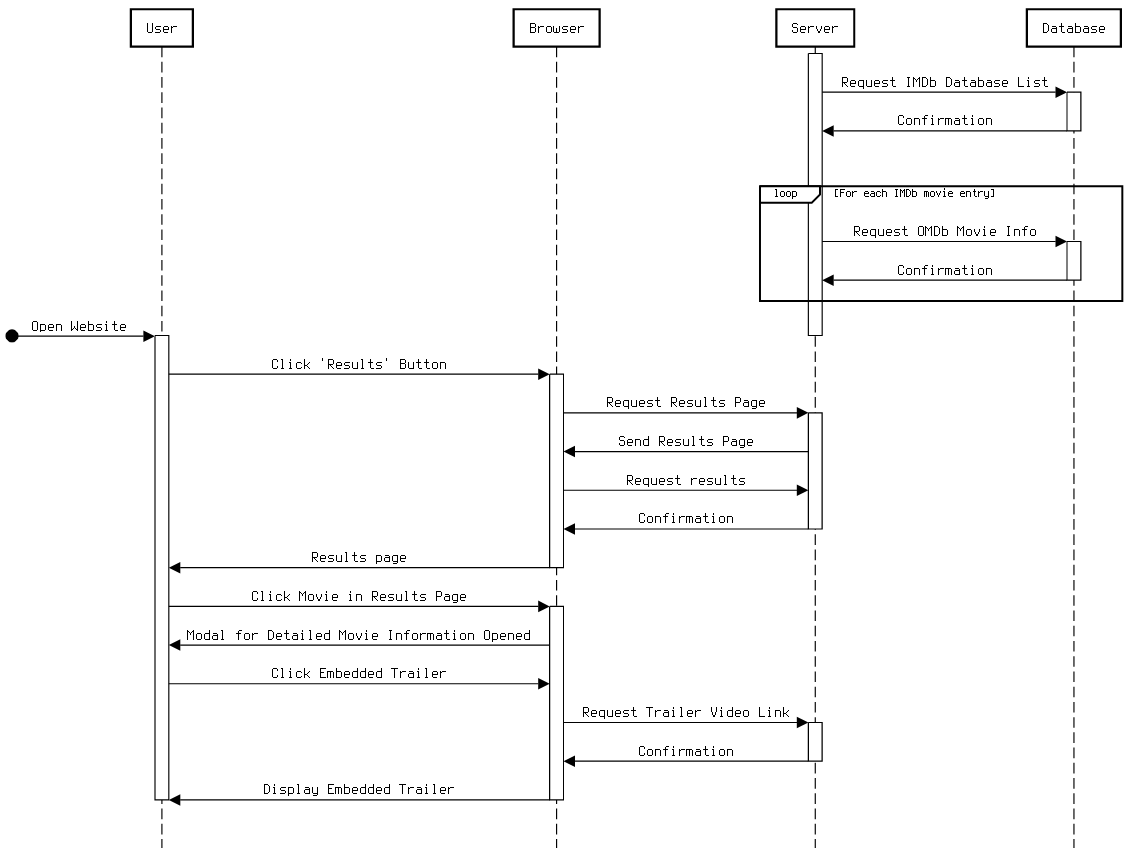 User
Browser
Server
Database
Request IMDb Database List
Confirmation
loop
[For each IMDb movie entry]
Request OMDb Movie Info
Confirmation
Open Website
Click 'Results' Button
Request Results Page
Send Results Page
Request results
Confirmation
Results page
Click Movie in Results Page
Modal for Detailed Movie Information Opened
Click Embedded Trailer
Request Trailer Video Link
Confirmation
Display Embedded Trailer